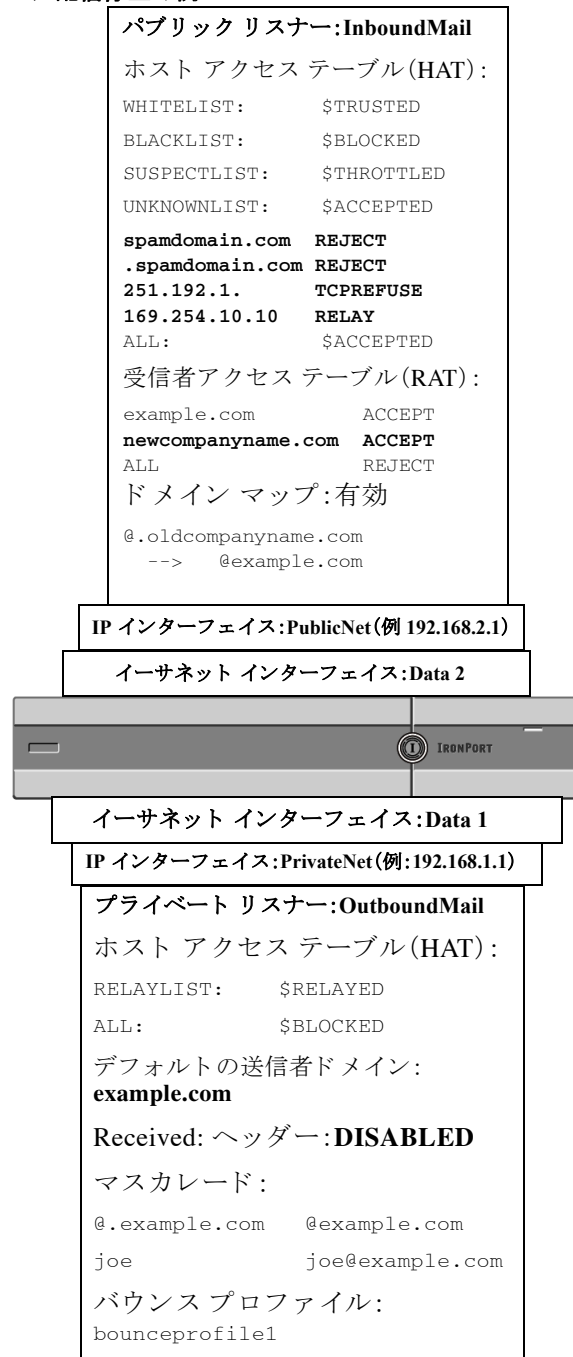 パブリック リスナー:InboundMail
ホスト アクセス テーブル(HAT):
WHITELIST: $TRUSTED
BLACKLIST: $BLOCKED
SUSPECTLIST: $THROTTLED
UNKNOWNLIST: $ACCEPTED
spamdomain.com REJECT
.spamdomain.com REJECT
251.192.1. TCPREFUSE
169.254.10.10 RELAY
ALL: $ACCEPTED
受信者アクセス テーブル(RAT):
example.com ACCEPT
newcompanyname.com ACCEPT
ALL REJECT
ドメイン マップ:有効
@.oldcompanyname.com
--> @example.com
IP インターフェイス:PublicNet(例 192.168.2.1)
イーサネット インターフェイス:Data 2
IRONPORT
イーサネット インターフェイス:Data 1
IP インターフェイス:PrivateNet(例:192.168.1.1)
プライベート リスナー:OutboundMail
ホスト アクセス テーブル(HAT):
RELAYLIST: $RELAYED
ALL: $BLOCKED
デフォルトの送信者ドメイン:
example.com
Received: ヘッダー:DISABLED
マスカレード:
@.example.com @example.com
joe joe@example.com
バウンス プロファイル:
bounceprofile1